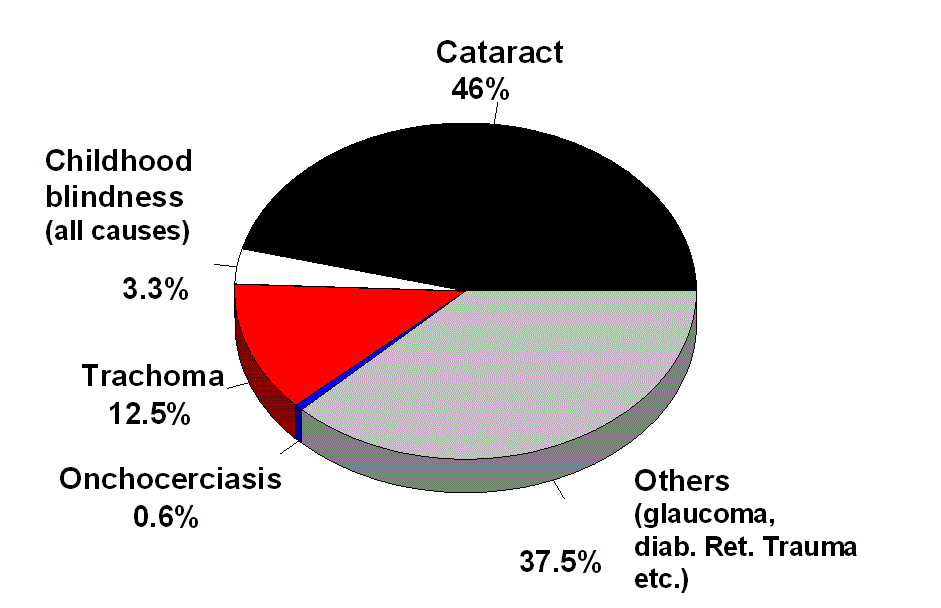 Cataract
46%
Childhood
blindness
(all causes)
3.3%
Trachoma
12.5%
Onchocerciasis
0.6%
Others
(glaucoma,
diab. Ret. Trauma
etc.)
37.5%